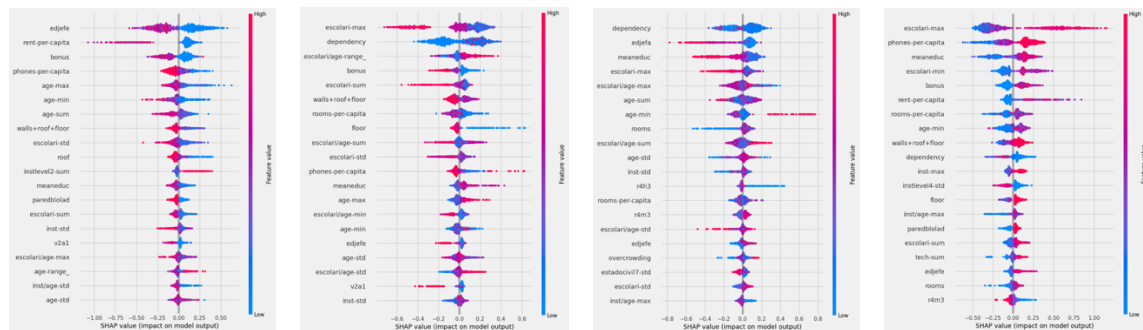 High
edjefe
rent-per-capita
bonus
phones-per-capita
age-max
age-min
age-sum
walls+roof+floor
escolari-std
roof
instlevel2-sum
meaneduc
paredblolad
escolari-sum
inst-std
v2a1
escolari/age-max
age-range_
inst/age-std
age-std
Feature value
Low
-1.00 -0.75 -0.50 -0.25 0.00 0.25 0.50
SHAP value (impact on model output)
High
escolari-max
dependency
escolari/age-range_
bonus
escolari-sum
walls+roof+floor
rooms-per-capita
floor
escolari/age-sum
escolari-std
phones-per-capita
meaneduc
age-max
escolari/age-min
age-min
edjefe
age-std
escolari/age-std
v2a1
inst-std
Feature value
Low
-0.8 -0.6 -0.4 -0.2 0.0 0.2 0.4 0.6
SHAP value (impact on model output)
High
dependency
edjefa
meaneduc
escolari-max
escolari/age-max
age-sum
age-min
rooms
escolari/age-sum
age-std
inst-std
r4h3
rooms-per-capita
r4m3
escolari/age-std
edjefe
overcrowding
estadocivil7-std
escolari-std
inst/age-max
Feature value
Low
-0.8 -0.6 -0.4 -0.2 0.0 0.2 0.4 0.6 0.8
SHAP value (impact on model output)
High
escolari-max
phones-per-capita
meaneduc
escolari-min
bonus
rent-per-capita
rooms-per-capita
age-min
walls+roof+floor
dependency
inst-max
instlevel4-std
floor
inst/age-max
paredblolad
escolari-sum
tech-sum
edjefe
rooms
r4m3
Feature value
Low
-0.50 -0.25 0.00 0.25 0.50 0.75 1.00
SHAP value (impact on model output)